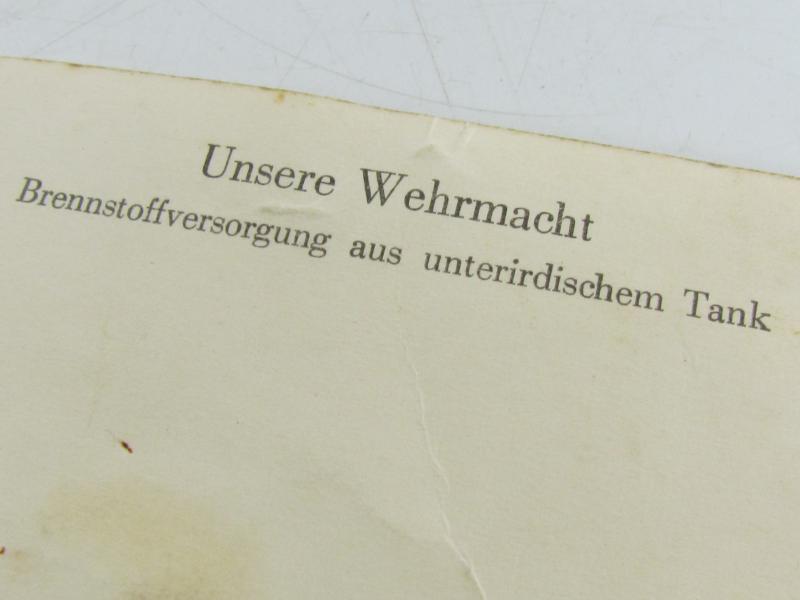 Unsere Wehrmacht
Brennstoffversorgung aus unterirdischem Tank